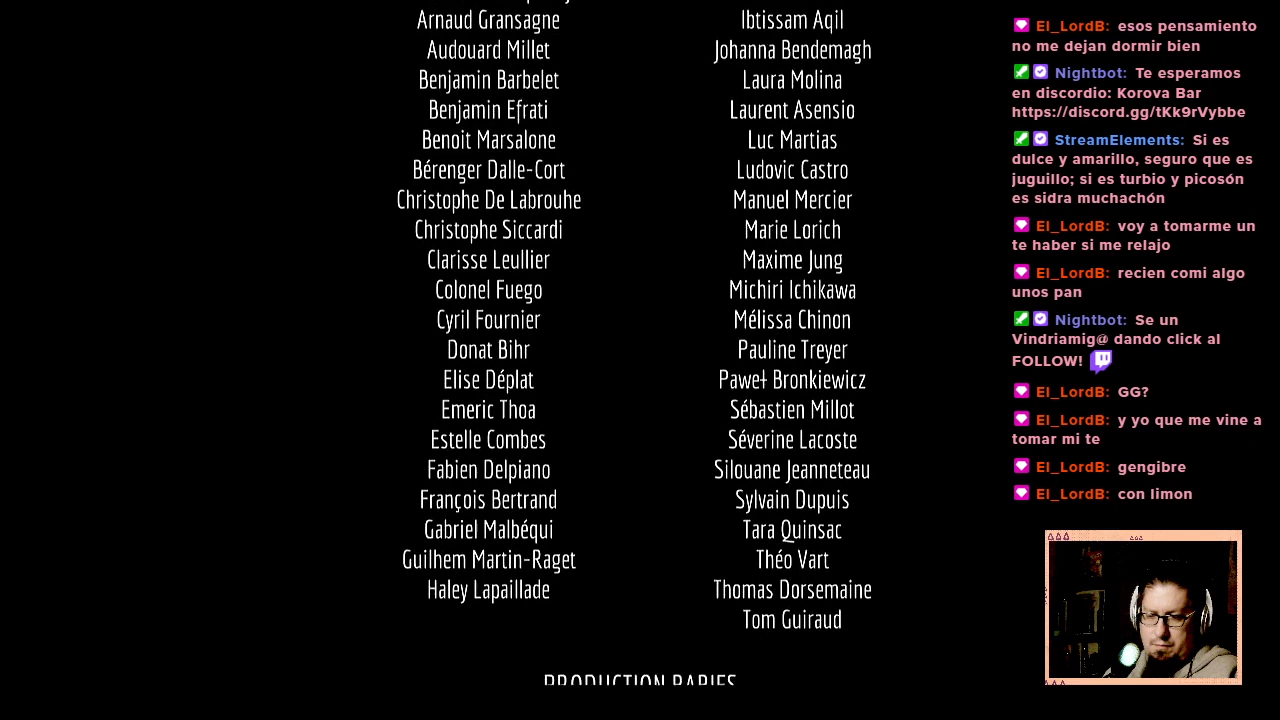 Arnaud Gransagne
Audouard Millet
Benjamin Barbelet
Benjamin Efrati
Benoit Marsalone
Bérenger Dalle-Cort
Christophe De Labrouhe
Christophe Siccardi
Clarisse Leullier
Colonel Fuego
Cyril Fournier
Donat Bihr
Elise Déplat
Emeric Thoa
Estelle Combes
Fabien Delpiano
François Bertrand
Gabriel Malbéqui
Guilhem Martin-Raget
Haley Lapaillade
Ibtissam Aqil
Johanna Bendemagh
Laura Molina
Laurent Asensio
Luc Martias
Ludovic Castro
Manuel Mercier
Marie Lorich
Maxime Jung
Michiri Ichikawa
Mélissa Chinon
Pauline Treyer
Paweł Bronkiewicz
Sébastien Millot
Séverine Lacoste
Silouane Jeanneteau
Sylvain Dupuis
Tara Quinsac
Théo Vart
Thomas Dorsemaine
Tom Guiraud
PRODUCTION BABIES
El_LordB: esos pensamiento
no me dejan dormir bien
Nightbot: Te esperamos
en discordio: Korova Bar
https://discord.gg/tKk9rVybbe
StreamElements: Si es
dulce y amarillo, seguro que es
juguillo; si es turbio y picosón
es sidra muchachón
El_LordB: voy a tomarme un
te haber si me relajo
El_LordB: recien comi algo
unos pan
Nightbot: Se un
Vindriamig@ dando click al
FOLLOW!
El_LordB: GG?
El_LordB: y yo que me vine a
tomar mi te
El_LordB: gengibre
El_LordB: con limon